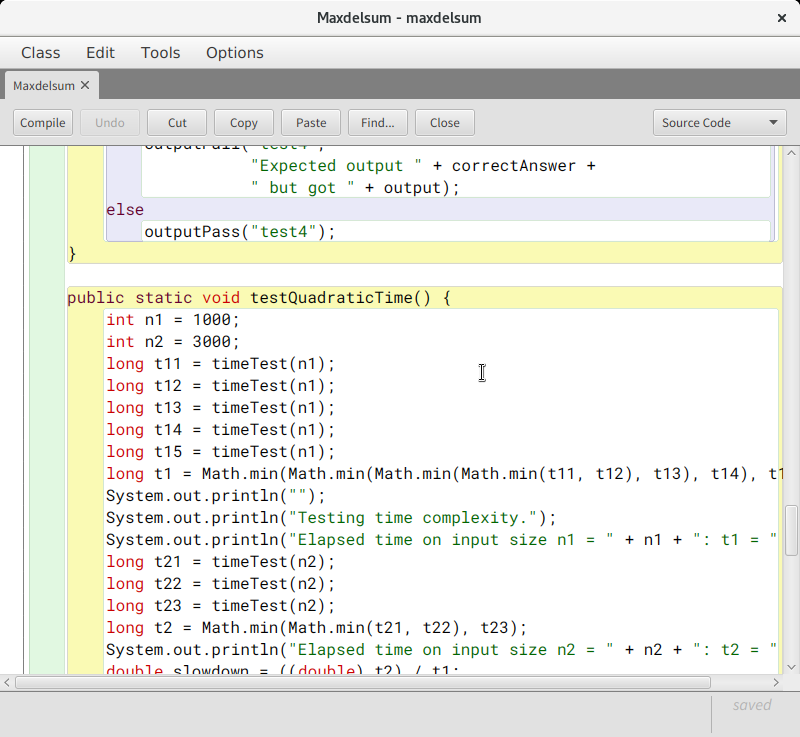 Maxdelsum - maxdelsum
Class Edit Tools Options
Maxdelsum
Compile Undo Cut Copy Paste Find... Close Source Code
"Expected output " + correctAnswer +
" but got " + output);
else
outputPass("test4");
}
public static void testQuadraticTime() {
int n1 = 1000;
int n2 = 3000;
long t11 = timeTest(n1);
long t12 = timeTest(n1);
long t13 = timeTest(n1);
long t14 = timeTest(n1);
long t15 = timeTest(n1);
long t1 = Math.min(Math.min(Math.min(Math.min(t11, t12), t13), t14), t1
System.out.println("");
System.out.println("Testing time complexity.");
System.out.println("Elapsed time on input size n1 = " + n1 + ": t1 = "
long t21 = timeTest(n2);
long t22 = timeTest(n2);
long t23 = timeTest(n2);
long t2 = Math.min(Math.min(t21, t22), t23);
System.out.println("Elapsed time on input size n2 = " + n2 + ": t2 = "
double slowdown = ((double) t2) / t1;
saved